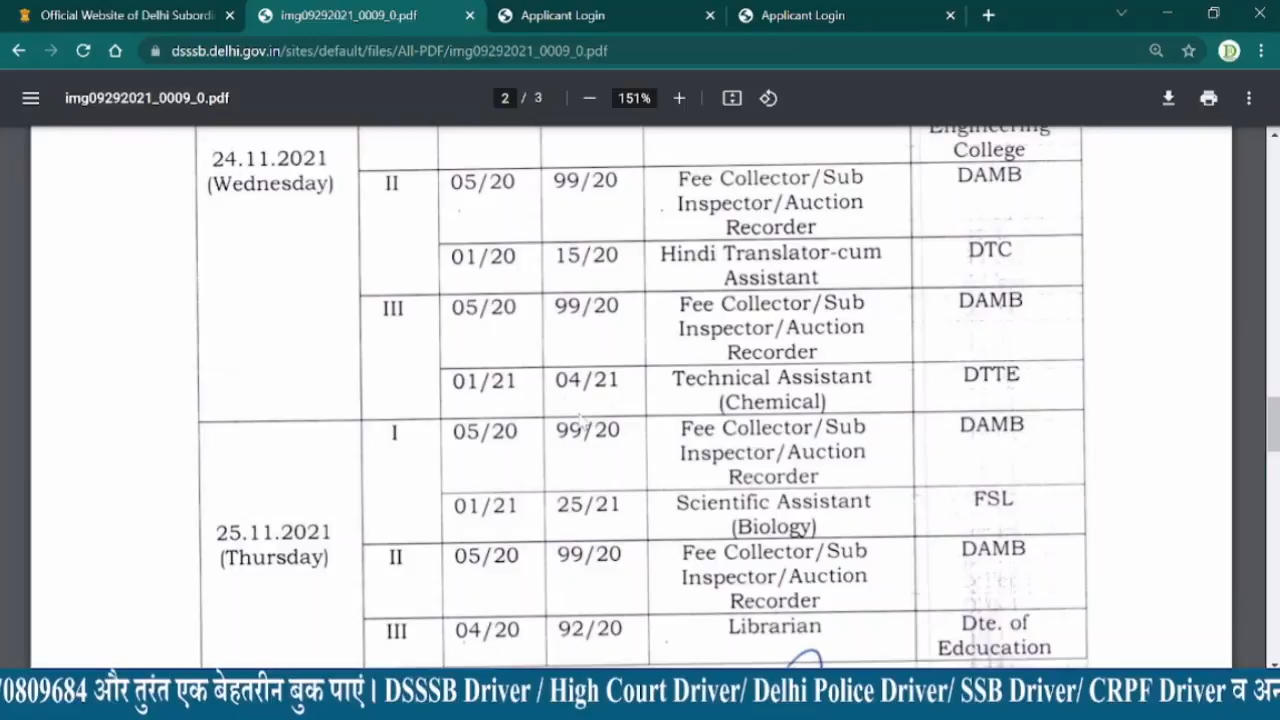 Official Website of Delhi Subordi
img09292021_0009_0.pdf
Applicant Login
Applicant Login
dsssb.delhi.gov.in/sites/default/files/All-PDF/img09292021_0009_0.pdf
D
img09292021_0009_0.pdf
2 / 3
151%
Engineering
College
24.11.2021
(Wednesday)
II 05/20 99/20 Fee Collector/Sub DAMB
Inspector/Auction
Recorder
01/20 15/20 Hindi Translator-cum DTC
Assistant
III 05/20 99/20 Fee Collector/Sub DAMB
Inspector/Auction
Recorder
01/21 04/21 Technical Assistant DTTE
(Chemical)
25.11.2021
(Thursday)
I 05/20 99/20 Fee Collector/Sub DAMB
Inspector/Auction
Recorder
01/21 25/21 Scientific Assistant FSL
(Biology)
II 05/20 99/20 Fee Collector/Sub DAMB
Inspector/Auction
Recorder
III 04/20 92/20 Librarian Dte. of
Edcucation
0809684 और तुरंत एक बेहतरीन बुक पाएं। DSSSB Driver / High Court Driver/ Delhi Police Driver/ SSB Driver/ CRPF Driver व अन